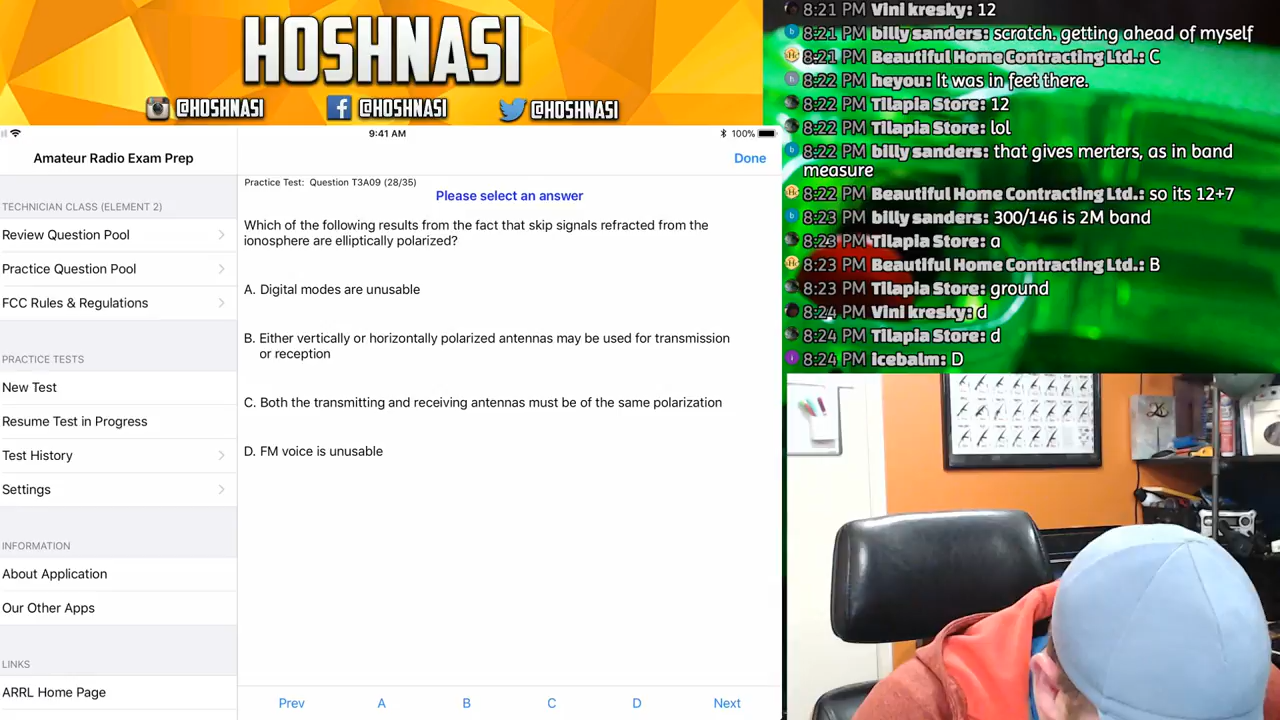 HOSHNASI
@HOSHNASI
@HOSHNASI
@HOSHNASI
9:41 AM
100%
Amateur Radio Exam Prep
Done
TECHNICIAN CLASS (ELEMENT 2)
Review Question Pool
Practice Question Pool
FCC Rules & Regulations
PRACTICE TESTS
New Test
Resume Test in Progress
Test History
Settings
INFORMATION
About Application
Our Other Apps
LINKS
ARRL Home Page
Practice Test: Question T3A09 (28/35)
Please select an answer
Which of the following results from the fact that skip signals refracted from the
ionosphere are elliptically polarized?
A. Digital modes are unusable
B. Either vertically or horizontally polarized antennas may be used for transmission
or reception
C. Both the transmitting and receiving antennas must be of the same polarization
D. FM voice is unusable
Prev
A
B
C
D
Next
8:21 PM Vini kresky: 12
8:21 PM billy sanders: scratch. getting ahead of myself
8:21 PM Beautiful Home Contracting Ltd.: C
8:22 PM heyou: It was in feet there.
8:22 PM Tilapia Store: 12
8:22 PM Tilapia Store: lol
8:22 PM billy sanders: that gives merters, as in band
measure
8:22 PM Beautiful Home Contracting Ltd.: so its 12+7
8:23 PM billy sanders: 300/146 is 2M band
8:23 PM Tilapia Store: a
8:23 PM Beautiful Home Contracting Ltd.: B
8:23 PM Tilapia Store: ground
8:24 PM Vini kresky: d
8:24 PM Tilapia Store: d
8:24 PM icebalm: D